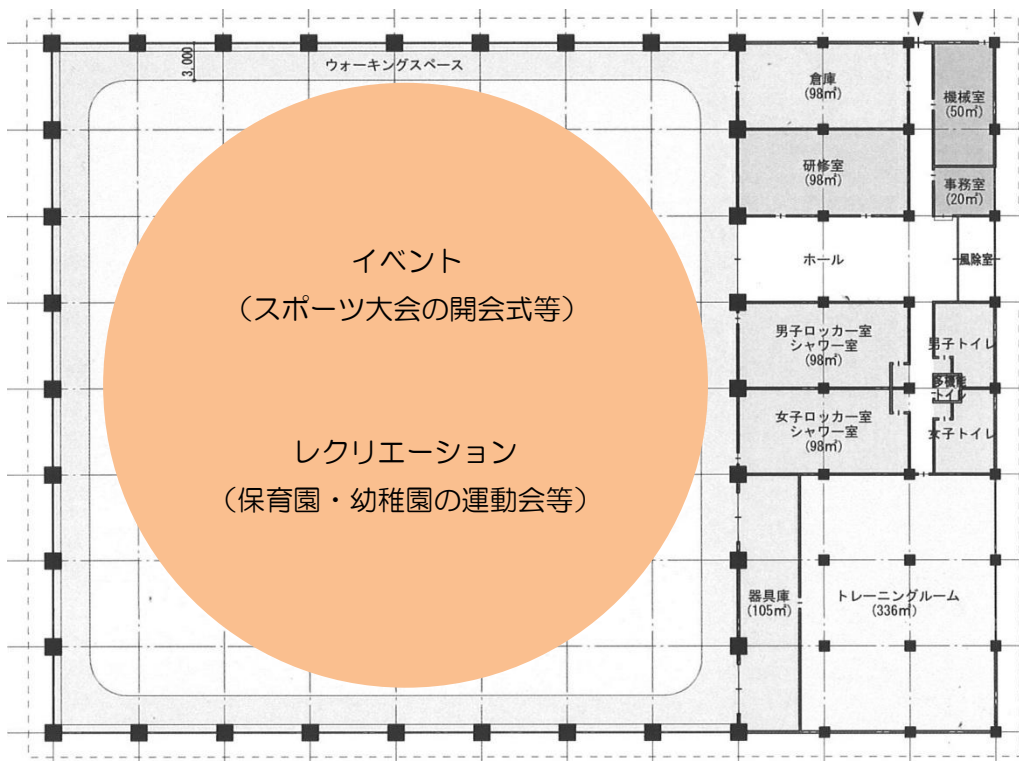 3,000
ウォーキングスペース
倉庫
(98㎡)
機械室
(50㎡)
研修室
(98㎡)
事務室
(20㎡)
イベント
（スポーツ大会の開会式等）
ホール
風除室
男子ロッカー室
シャワー室
(98㎡)
男子トイレ
多機能
トイレ
女子ロッカー室
シャワー室
(98㎡)
女子トイレ
レクリエーション
（保育園・幼稚園の運動会等）
器具庫
(105㎡)
トレーニングルーム
(336㎡)